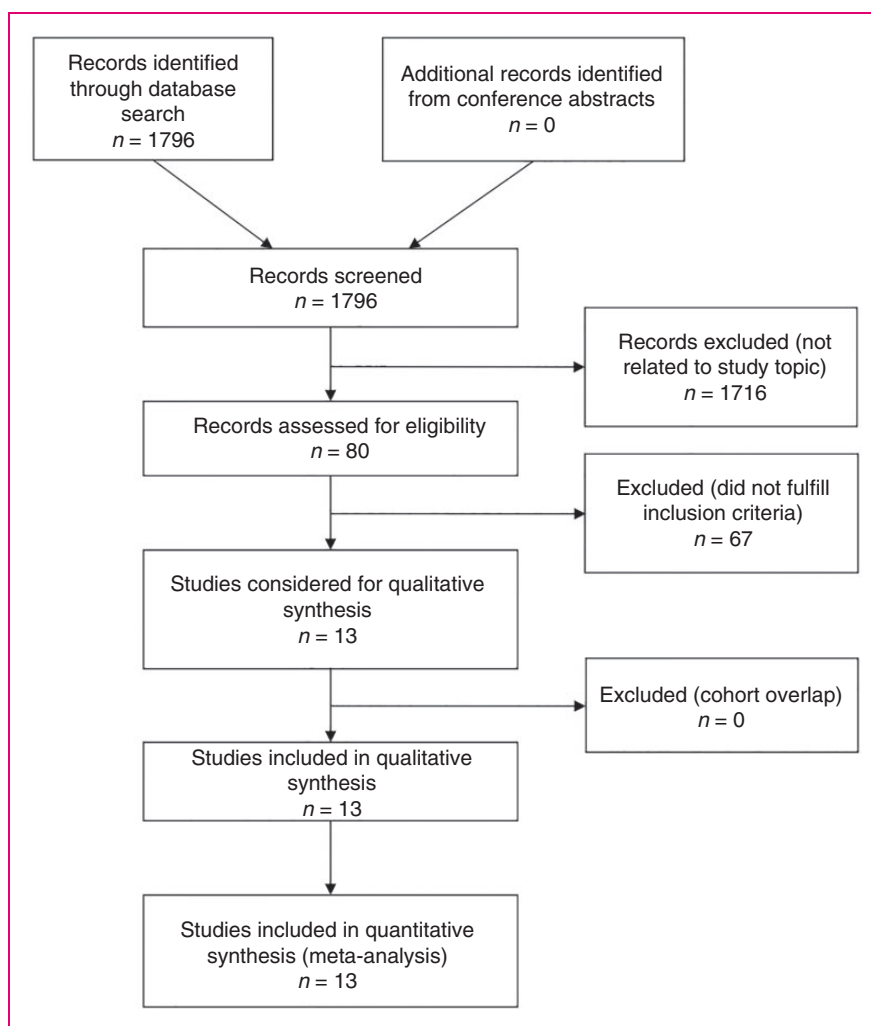 Records identified
through database
search
n = 1796
Additional records identified
from conference abstracts
n = 0
Records screened
n = 1796
Records excluded (not
related to study topic)
n = 1716
Records assessed for eligibility
n = 80
Excluded (did not fulfill
inclusion criteria)
n = 67
Studies considered for qualitative
synthesis
n = 13
Excluded (cohort overlap)
n = 0
Studies included in qualitative
synthesis
n = 13
Studies included in quantitative
synthesis (meta-analysis)
n = 13